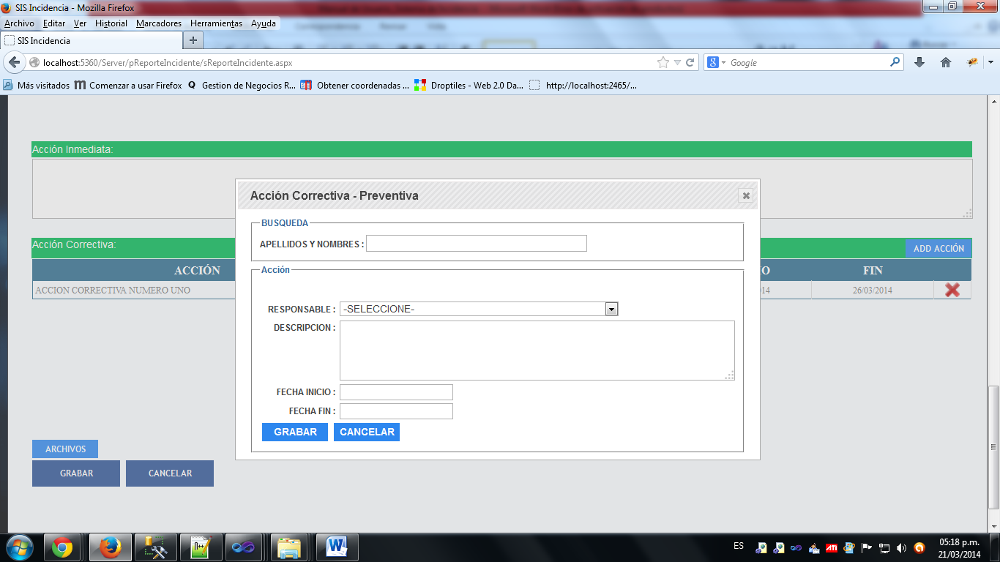 SIS Incidencia - Mozilla Firefox
Archivo Editar Ver Historial Marcadores Herramientas Ayuda
SIS Incidencia
localhost:5360/Server/pReporteIncidente/sReporteIncidente.aspx
Google
Más visitados Comenzar a usar Firefox Gestion de Negocios R... Obtener coordenadas ... Droptiles - Web 2.0 Da... http://localhost:2465/...
Acción Inmediata:
Acción Correctiva - Preventiva
BUSQUEDA
APELLIDOS Y NOMBRES :
Acción Correctiva:
ADD ACCIÓN
ACCIÓN
FIN
ACCION CORRECTIVA NUMERO UNO
26/03/2014
Acción
RESPONSABLE : -SELECCIONE-
DESCRIPCION :
FECHA INICIO :
FECHA FIN :
GRABAR CANCELAR
ARCHIVOS
GRABAR CANCELAR
ES
05:18 p.m.
21/03/2014